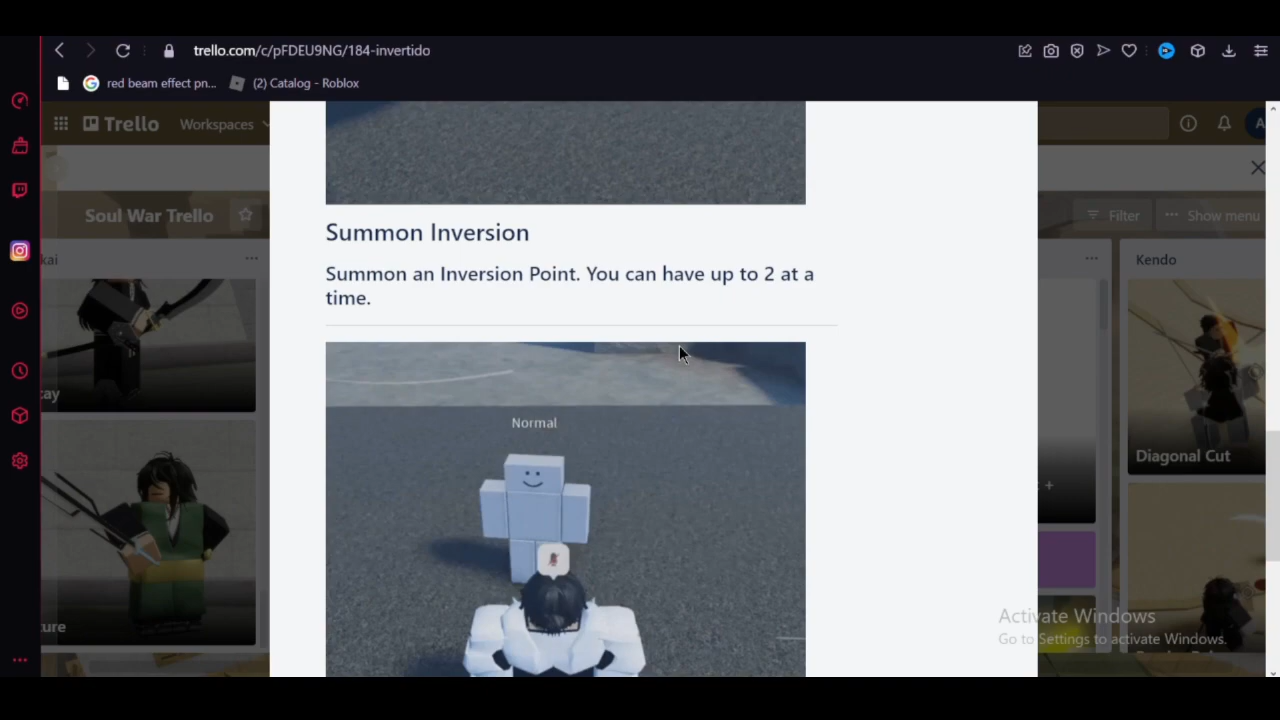 trello.com/c/pFDEU9NG/184-invertido
red beam effect pn...
(2) Catalog - Roblox
Trello
Workspaces
A
Soul War Trello
Filter
Show menu
kai
Kendo
Summon Inversion
Summon an Inversion Point. You can have up to 2 at a
time.
Normal
Diagonal Cut
+
Activate Windows
Go to Settings to activate Windows.